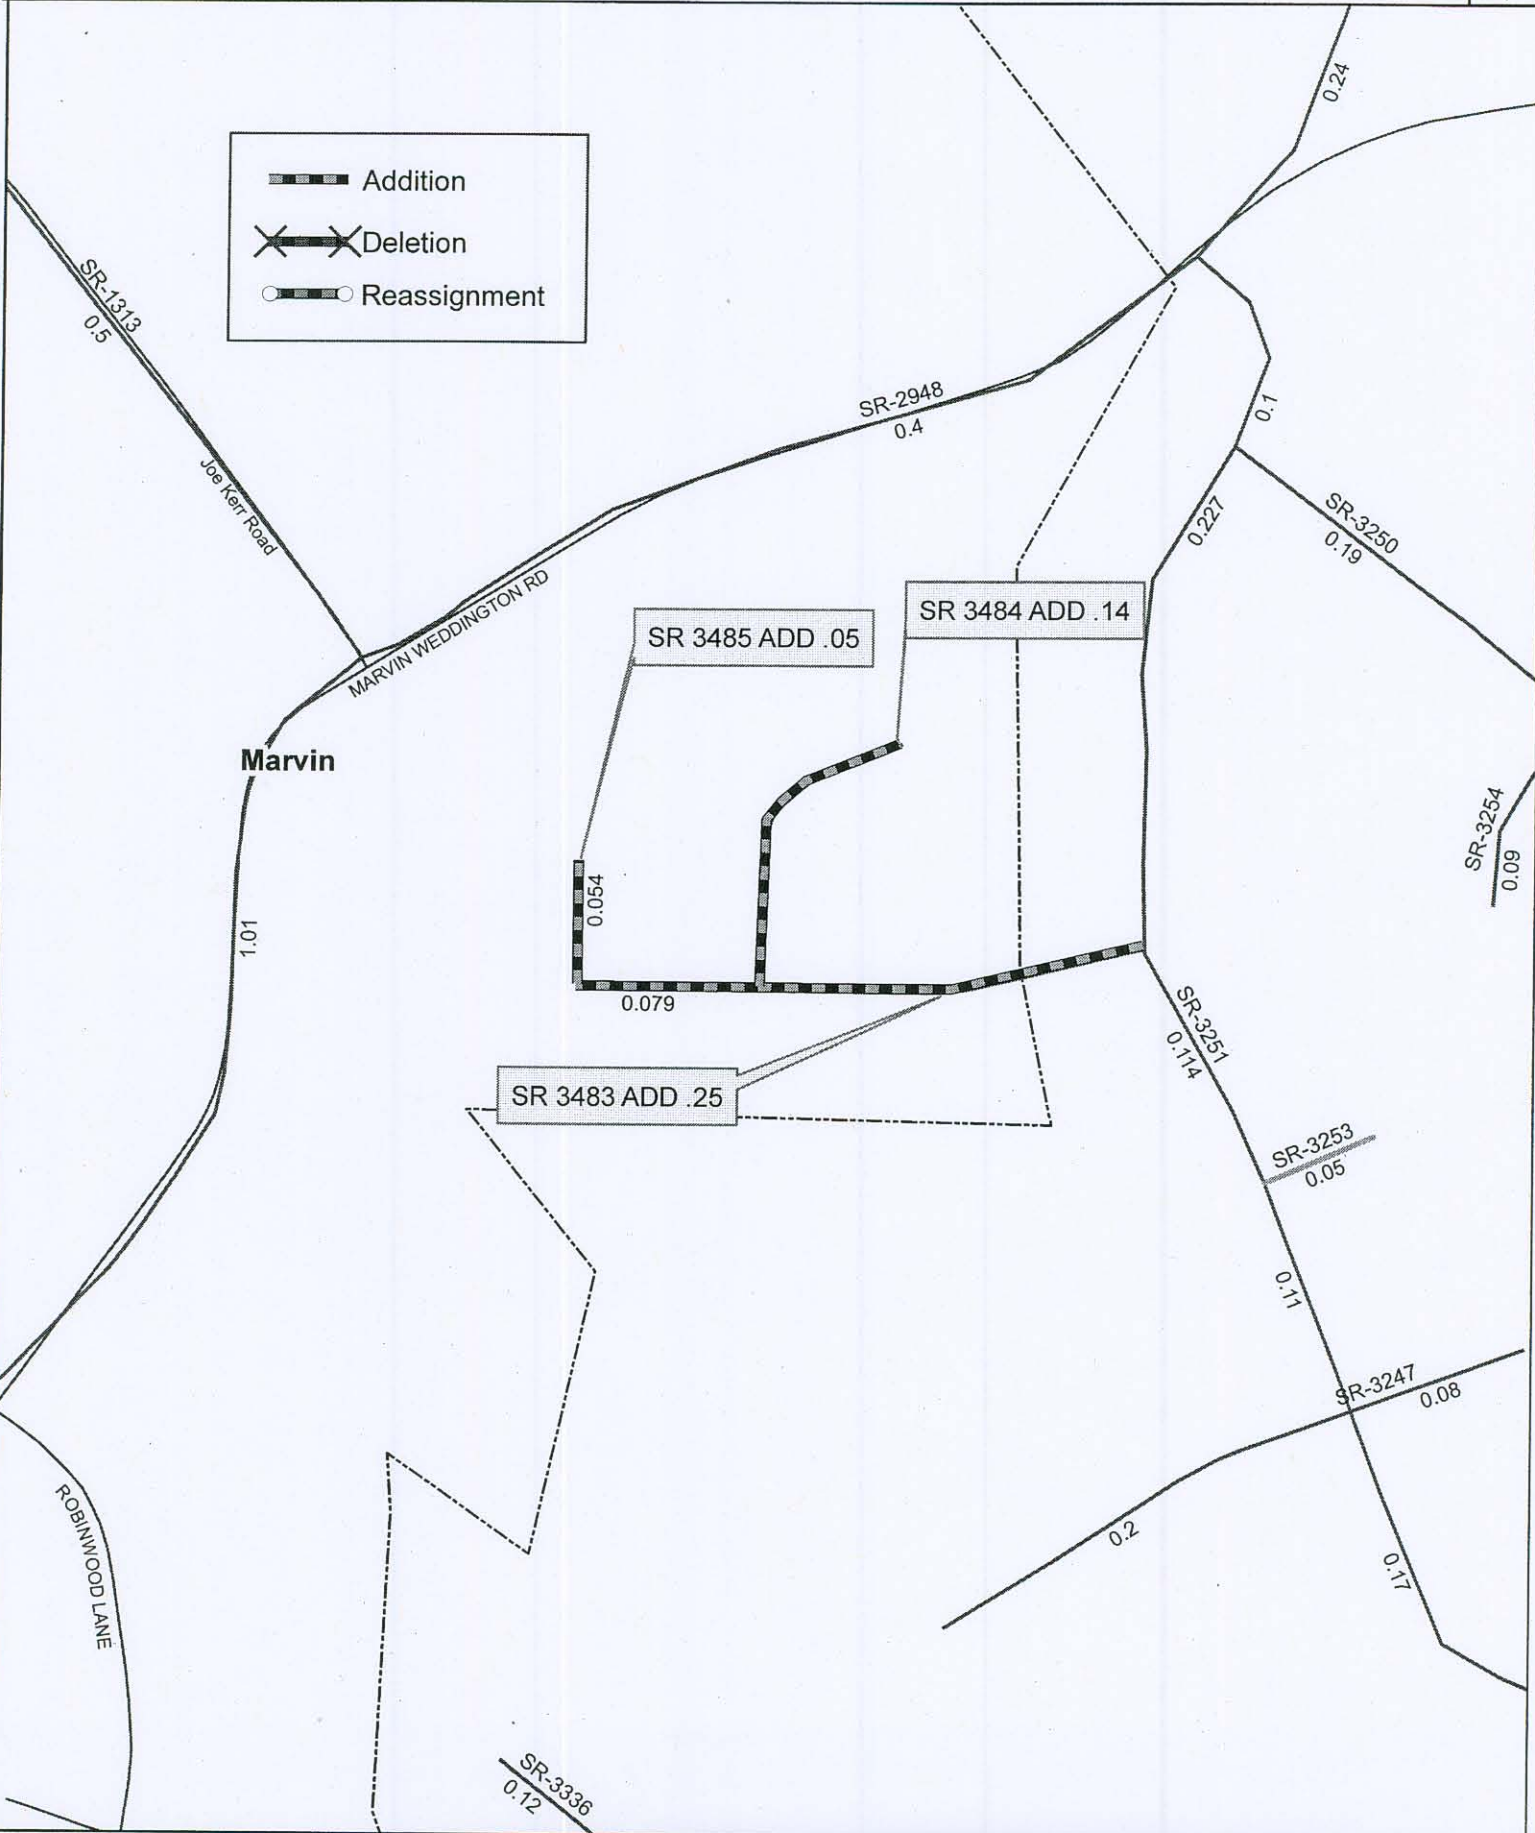 0.24
Addition
Deletion
Reassignment
SR-1313
0.5
Joe Kerr Road
SR-2948
0.4
0.1
0.227
SR-3250
0.19
MARVIN WEDDINGTON RD
SR 3485 ADD .05
SR 3484 ADD .14
Marvin
SR-3254
0.09
0.054
1.01
0.079
SR-3251
0.114
SR 3483 ADD .25
SR-3253
0.05
0.11
SR-3247
0.08
ROBINWOOD LANE
0.2
0.17
SR-3336
0.12